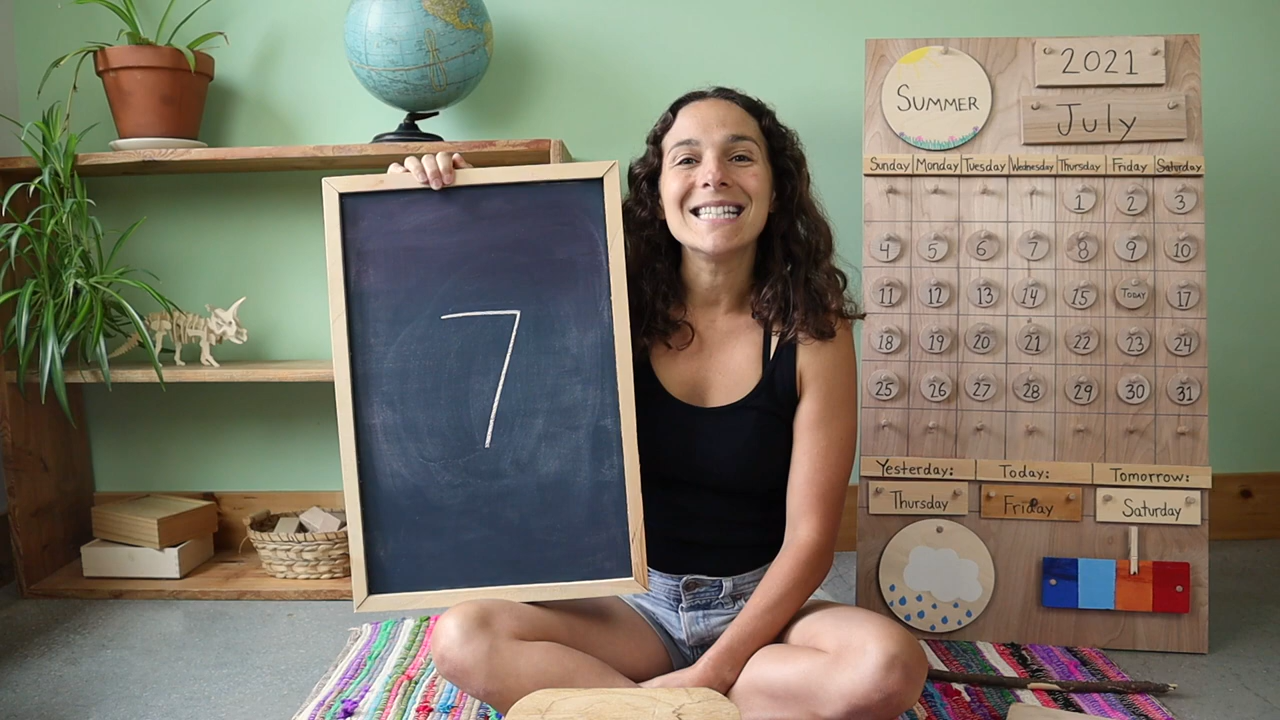 7
SUMMER
2021
July
Sunday Monday Tuesday Wednesday Thursday Friday Saturday
1 2 3
4 5 6 7 8 9 10
11 12 13 14 15 TODAY 17
18 19 20 21 22 23 24
25 26 27 28 29 30 31
Yesterday: Today: Tomorrow:
Thursday Friday Saturday